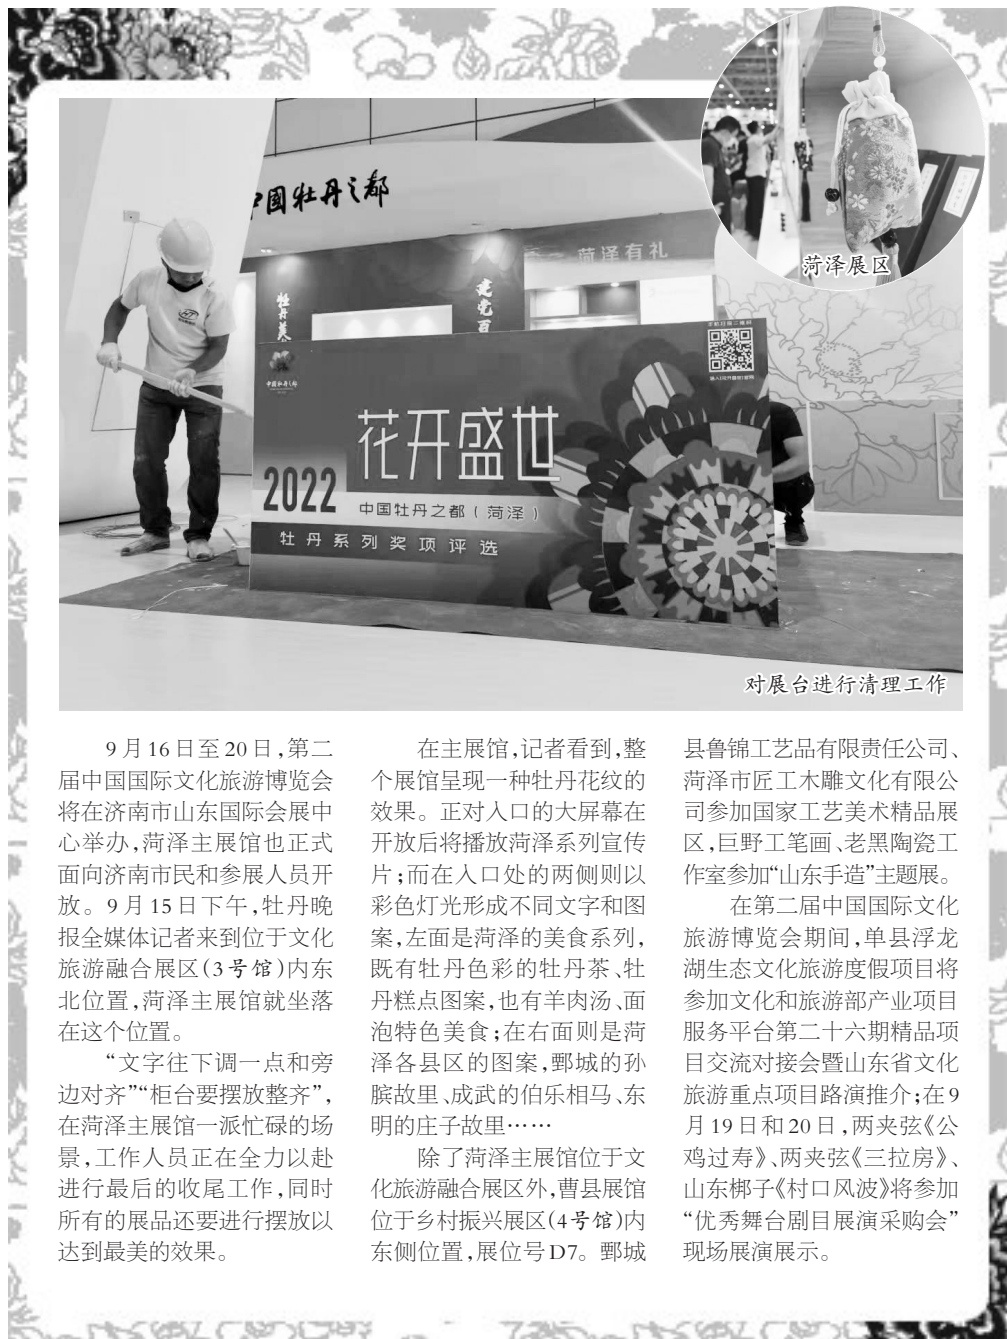 中國牡丹之都
菏泽有礼
菏泽展区
中國牡丹之都
花开盛世
2022
中国牡丹之都（菏泽）
牡丹系列奖项评选
对展台进行清理工作
9月16日至20日，第二
届中国国际文化旅游博览会
将在济南市山东国际会展中
心举办，菏泽主展馆也正式
面向济南市民和参展人员开
放。9月15日下午，牡丹晚
报全媒体记者来到位于文化
旅游融合展区（3号馆）内东
北位置，菏泽主展馆就坐落
在这个位置。
“文字往下调一点和旁
边对齐”“柜台要摆放整齐”，
在菏泽主展馆一派忙碌的场
景，工作人员正在全力以赴
进行最后的收尾工作，同时
所有的展品还要进行摆放以
达到最美的效果。
在主展馆，记者看到，整
个展馆呈现一种牡丹花纹的
效果。正对入口的大屏幕在
开放后将播放菏泽系列宣传
片；而在入口处的两侧则以
彩色灯光形成不同文字和图
案，左面是菏泽的美食系列，
既有牡丹色彩的牡丹茶、牡
丹糕点图案，也有羊肉汤、面
泡特色美食；在右面则是菏
泽各县区的图案，鄄城的孙
膑故里、成武的伯乐相马、东
明的庄子故里……
除了菏泽主展馆位于文
化旅游融合展区外，曹县展馆
位于乡村振兴展区（4号馆）内
东侧位置，展位号D7。鄄城
县鲁锦工艺品有限责任公司、
菏泽市匠工木雕文化有限公
司参加国家工艺美术精品展
区，巨野工笔画、老黑陶瓷工
作室参加“山东手造”主题展。
在第二届中国国际文化
旅游博览会期间，单县浮龙
湖生态文化旅游度假项目将
参加文化和旅游部产业项目
服务平台第二十六期精品项
目交流对接会暨山东省文化
旅游重点项目路演推介；在9
月19日和20日，两夹弦《公
鸡过寿》、两夹弦《三拉房》、
山东梆子《村口风波》将参加
“优秀舞台剧目展演采购会”
现场展演展示。